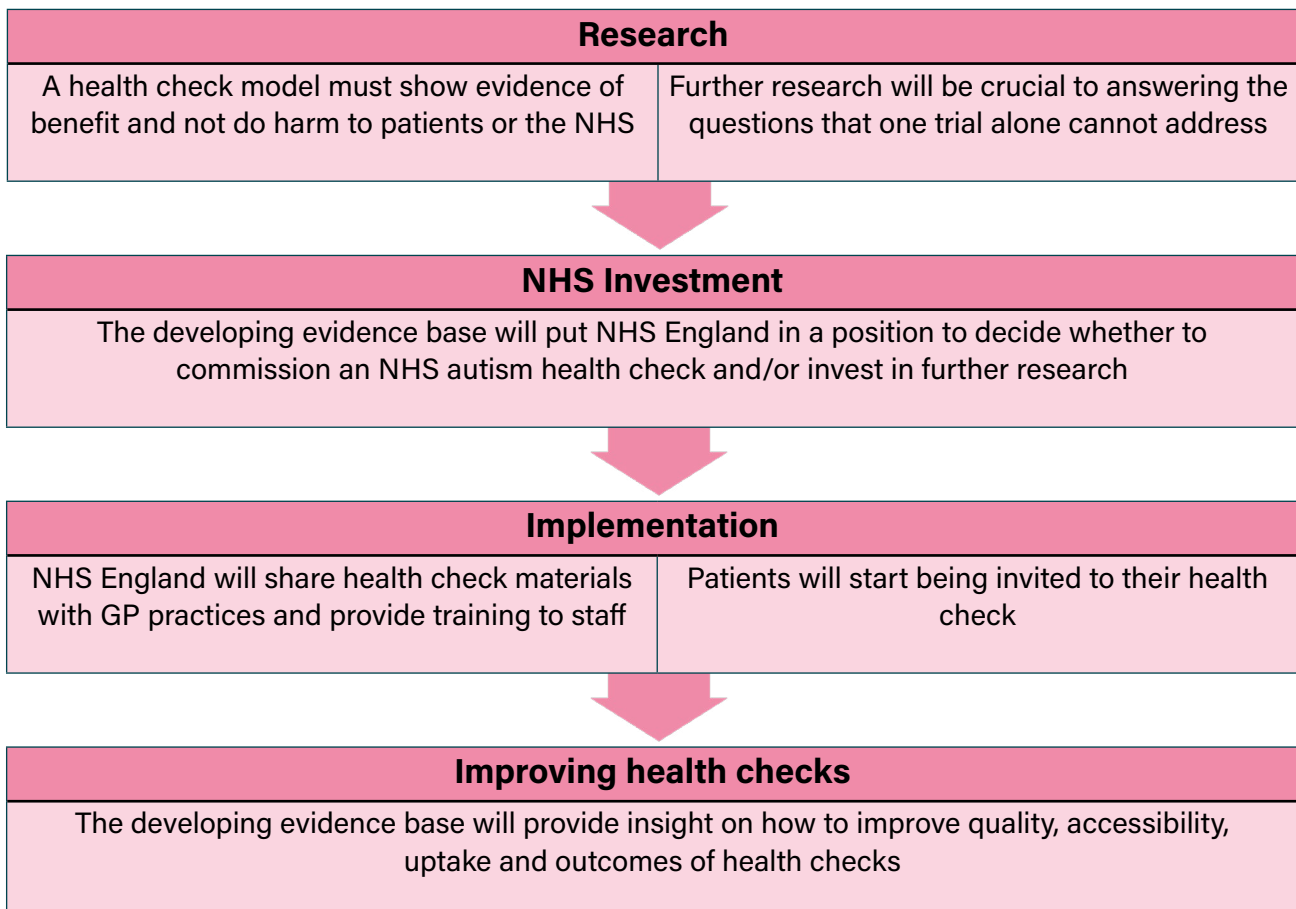 Research
A health check model must show evidence of
benefit and not do harm to patients or the NHS
Further research will be crucial to answering the
questions that one trial alone cannot address
NHS Investment
The developing evidence base will put NHS England in a position to decide whether to
commission an NHS autism health check and/or invest in further research
Implementation
NHS England will share health check materials
with GP practices and provide training to staff
Patients will start being invited to their health
check
Improving health checks
The developing evidence base will provide insight on how to improve quality, accessibility,
uptake and outcomes of health checks